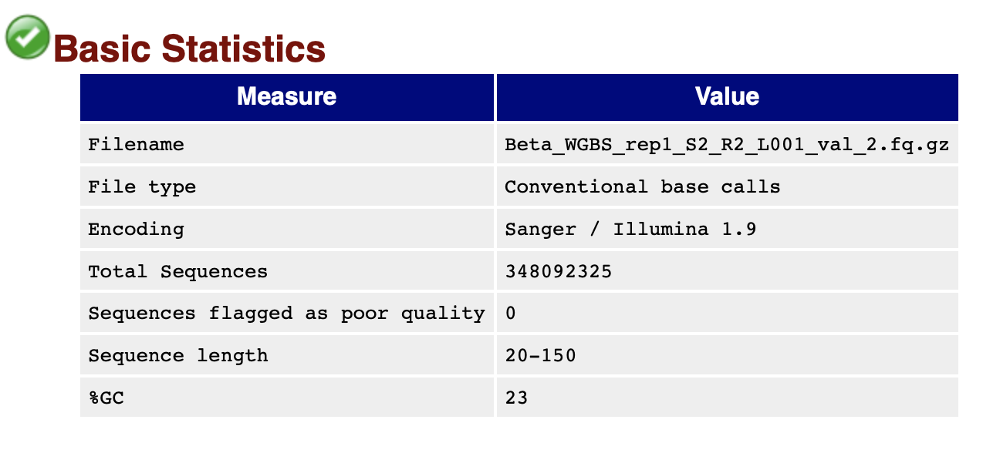 Basic Statistics
Measure Value
Filename Beta_WGBS_rep1_S2_R2_L001_val_2.fq.gz
File type Conventional base calls
Encoding Sanger / Illumina 1.9
Total Sequences 348092325
Sequences flagged as poor quality 0
Sequence length 20-150
%GC 23